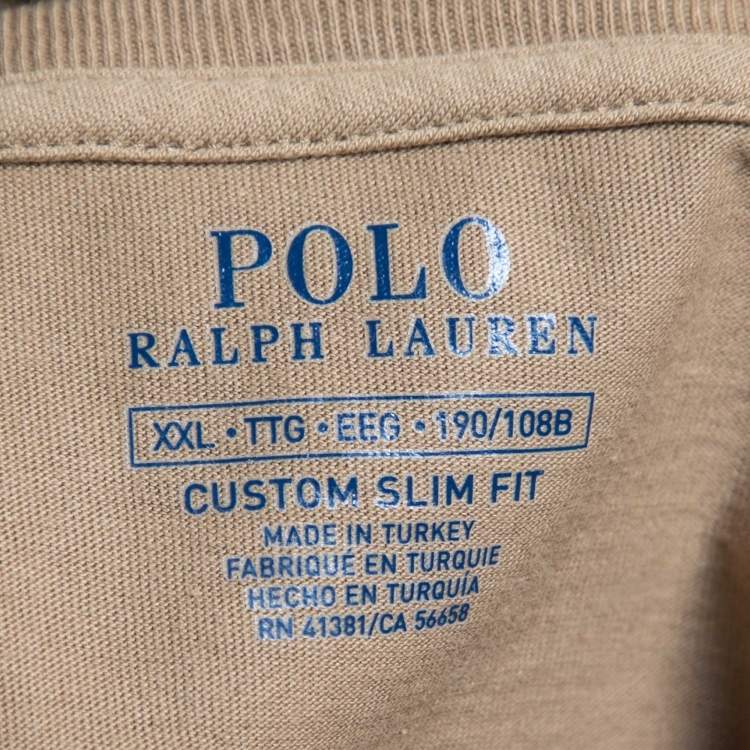 POLO
RALPH LAUREN
XXL • TTG • EEG • 190/108B
CUSTOM SLIM FIT
MADE IN TURKEY
FABRIQUÉ EN TURQUIE
HECHO EN TURQUÍA
RN 41381/CA 56658